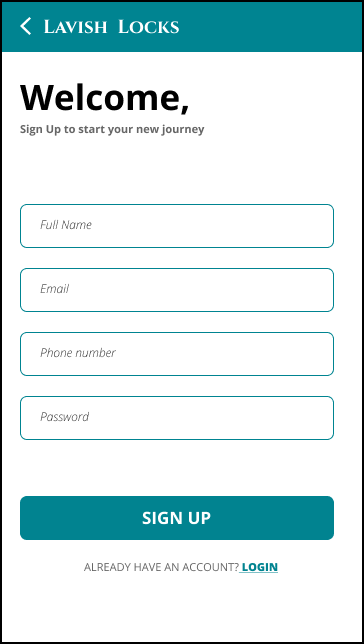 Lavish Locks
Welcome,
Sign Up to start your new journey
Full Name
Email
Phone number
Password
SIGN UP
ALREADY HAVE AN ACCOUNT? LOGIN